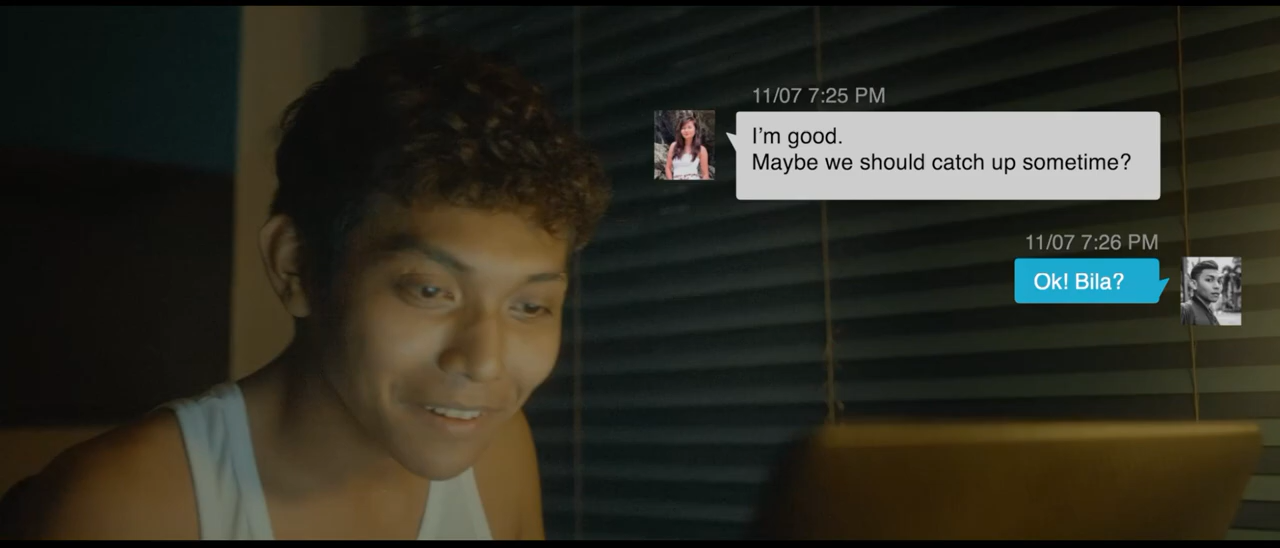 11/07 7:25 PM
I'm good.
Maybe we should catch up sometime?
11/07 7:26 PM
Ok! Bila?